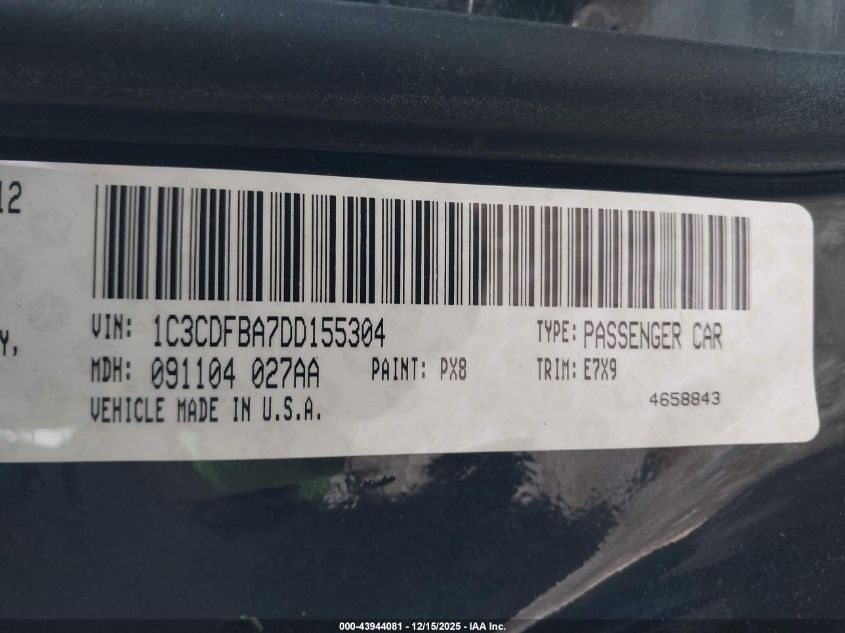 12
Y,
VIN: 1C3CDFBA7DD155304 TYPE: PASSENGER CAR
MDH: 091104 027AA PAINT: PX8 TRIM: E7X9
VEHICLE MADE IN U.S.A. 4658843
000-43944081 - 12/15/2025 - IAA Inc.